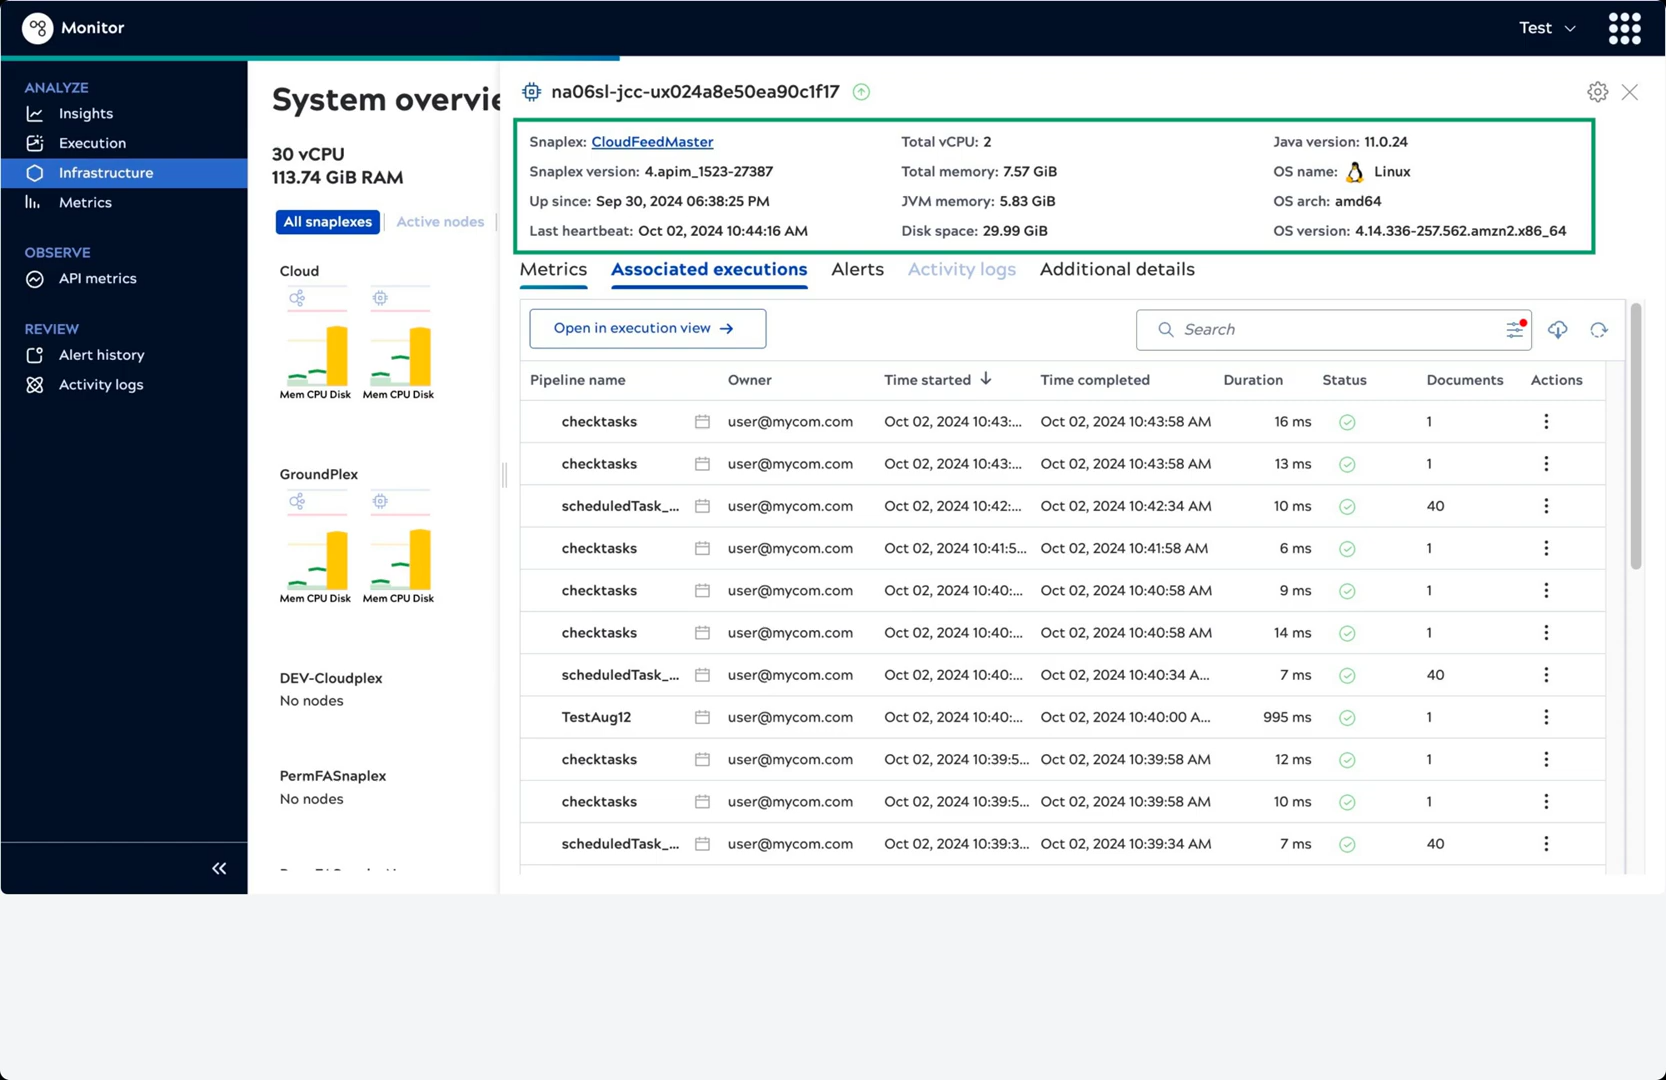 Monitor
Test
ANALYZE
Insights
Execution
Infrastructure
Metrics
OBSERVE
API metrics
REVIEW
Alert history
Activity logs
System overvie
30 vCPU
113.74 GiB RAM
All snaplexes
Active nodes
Cloud
Mem CPU Disk Mem CPU Disk
GroundPlex
Mem CPU Disk Mem CPU Disk
DEV-Cloudplex
No nodes
PermFASnaplex
No nodes
na06sl-jcc-ux024a8e50ea90c1f17
Snaplex: CloudFeedMaster
Snaplex version: 4.apim_1523-27387
Up since: Sep 30, 2024 06:38:25 PM
Last heartbeat: Oct 02, 2024 10:44:16 AM
Total vCPU: 2
Total memory: 7.57 GiB
JVM memory: 5.83 GiB
Disk space: 29.99 GiB
Java version: 11.0.24
OS name: Linux
OS arch: amd64
OS version: 4.14.336-257.562.amzn2.x86_64
Metrics Associated executions Alerts Activity logs Additional details
Open in execution view →
Search
Pipeline name Owner Time started ↓ Time completed Duration Status Documents Actions
checktasks user@mycom.com Oct 02, 2024 10:43:... Oct 02, 2024 10:43:58 AM 16 ms 1
checktasks user@mycom.com Oct 02, 2024 10:43:... Oct 02, 2024 10:43:58 AM 13 ms 1
scheduledTask_... user@mycom.com Oct 02, 2024 10:42:... Oct 02, 2024 10:42:34 AM 10 ms 40
checktasks user@mycom.com Oct 02, 2024 10:41:5... Oct 02, 2024 10:41:58 AM 6 ms 1
checktasks user@mycom.com Oct 02, 2024 10:40:... Oct 02, 2024 10:40:58 AM 9 ms 1
checktasks user@mycom.com Oct 02, 2024 10:40:... Oct 02, 2024 10:40:58 AM 14 ms 1
scheduledTask_... user@mycom.com Oct 02, 2024 10:40:... Oct 02, 2024 10:40:34 A... 7 ms 40
TestAug12 user@mycom.com Oct 02, 2024 10:40:... Oct 02, 2024 10:40:00 A... 995 ms 1
checktasks user@mycom.com Oct 02, 2024 10:39:5... Oct 02, 2024 10:39:58 AM 12 ms 1
checktasks user@mycom.com Oct 02, 2024 10:39:5... Oct 02, 2024 10:39:58 AM 10 ms 1
scheduledTask_... user@mycom.com Oct 02, 2024 10:39:3... Oct 02, 2024 10:39:34 AM 7 ms 40